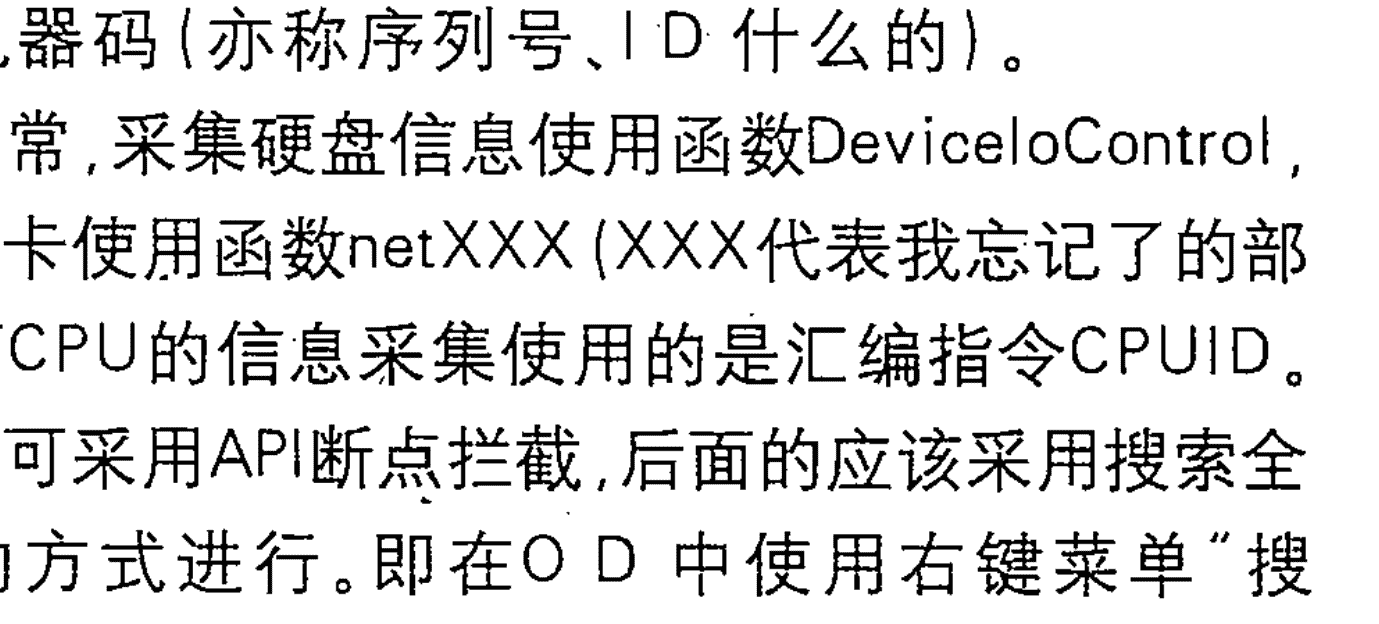 器码(亦称序列号、ID什么的)。
常,采集硬盘信息使用函数DeviceIoControl,
卡使用函数netXXX(XXX代表我忘记了的部
CPU的信息采集使用的是汇编指令CPUID。
可采用API断点拦截,后面的应该采用搜索全
方式进行。即在OD中使用右键菜单“搜